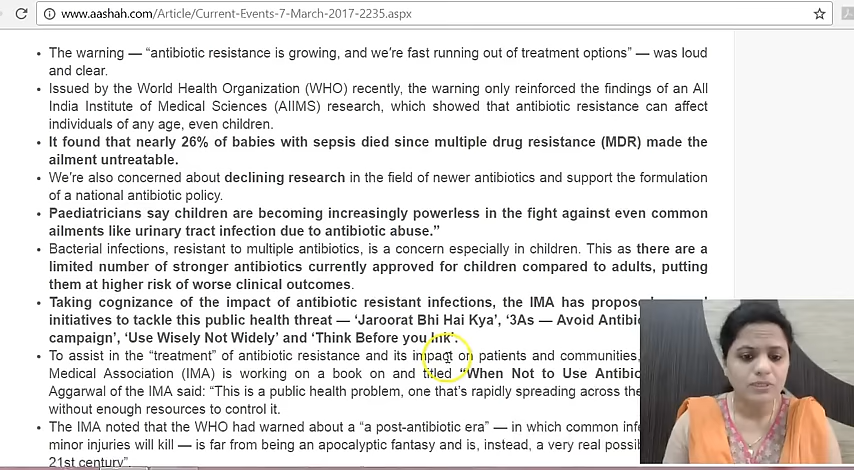 www.aashah.com/Article/Current-Events-7-March-2017-2235.aspx
• The warning — “antibiotic resistance is growing, and we’re fast running out of treatment options” — was loud
and clear.
• Issued by the World Health Organization (WHO) recently, the warning only reinforced the findings of an All
India Institute of Medical Sciences (AIIMS) research, which showed that antibiotic resistance can affect
individuals of any age, even children.
• It found that nearly 26% of babies with sepsis died since multiple drug resistance (MDR) made the
ailment untreatable.
• We’re also concerned about declining research in the field of newer antibiotics and support the formulation
of a national antibiotic policy.
• Paediatricians say children are becoming increasingly powerless in the fight against even common
ailments like urinary tract infection due to antibiotic abuse.”
• Bacterial infections, resistant to multiple antibiotics, is a concern especially in children. This as there are a
limited number of stronger antibiotics currently approved for children compared to adults, putting
them at higher risk of worse clinical outcomes.
• Taking cognizance of the impact of antibiotic resistant infections, the IMA has
initiatives to tackle this public health threat — ‘Jaroorat Bhi Hai Kya’, ‘3As — Avoid
campaign’, ‘Use Wisely Not Widely’ and ‘Think Before you Ink’.
• To assist in the “treatment” of antibiotic resistance and its impact on patients and communities,
Medical Association (IMA) is working on a book on and titled “When Not to Use
Aggarwal of the IMA said: “This is a public health problem, one that’s rapidly spreading across the
without enough resources to control it.
• The IMA noted that the WHO had warned about a “a post-antibiotic era” — in which common
minor injuries will kill — is far from being an apocalyptic fantasy and is, instead, a very real
21st century”.